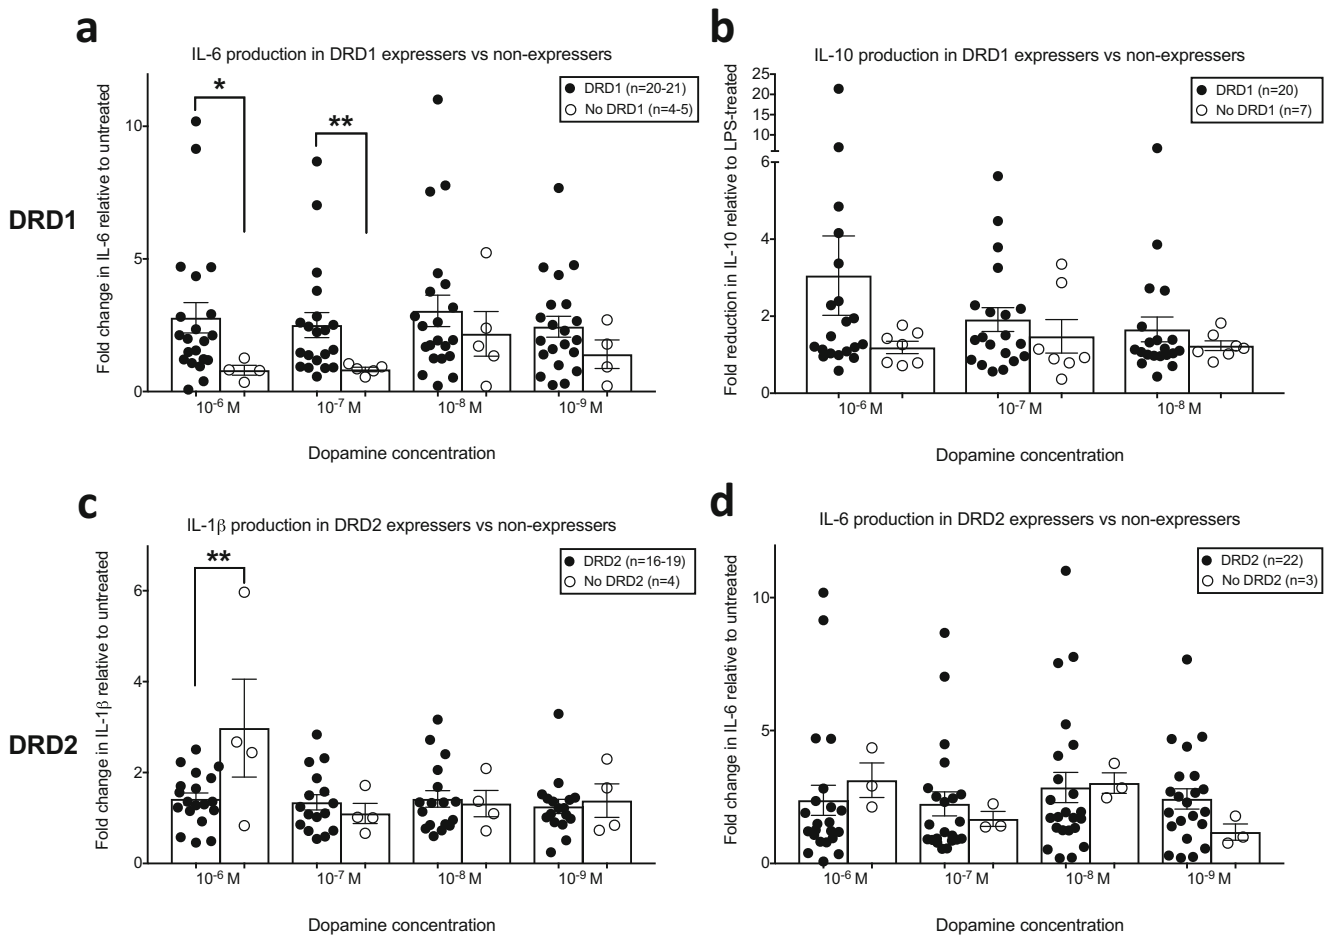 a
IL-6 production in DRD1 expressers vs non-expressers
Fold change in IL-6 relative to untreated
10
5
0
*
**
DRD1 (n=20-21)
No DRD1 (n=4-5)
10-6 M
10-7 M
10-8 M
10-9 M
Dopamine concentration
b
IL-10 production in DRD1 expressers vs non-expressers
Fold reduction in IL-10 relative to LPS-treated
25
20
15
10
6
4
2
0
DRD1 (n=20)
No DRD1 (n=7)
10-6 M
10-7 M
10-8 M
Dopamine concentration
DRD1
c
IL-1β production in DRD2 expressers vs non-expressers
Fold change in IL-1β relative to untreated
6
4
2
0
**
DRD2 (n=16-19)
No DRD2 (n=4)
10-6 M
10-7 M
10-8 M
10-9 M
Dopamine concentration
d
IL-6 production in DRD2 expressers vs non-expressers
Fold change in IL-6 relative to untreated
10
5
0
DRD2 (n=22)
No DRD2 (n=3)
10-6 M
10-7 M
10-8 M
10-9 M
Dopamine concentration
DRD2